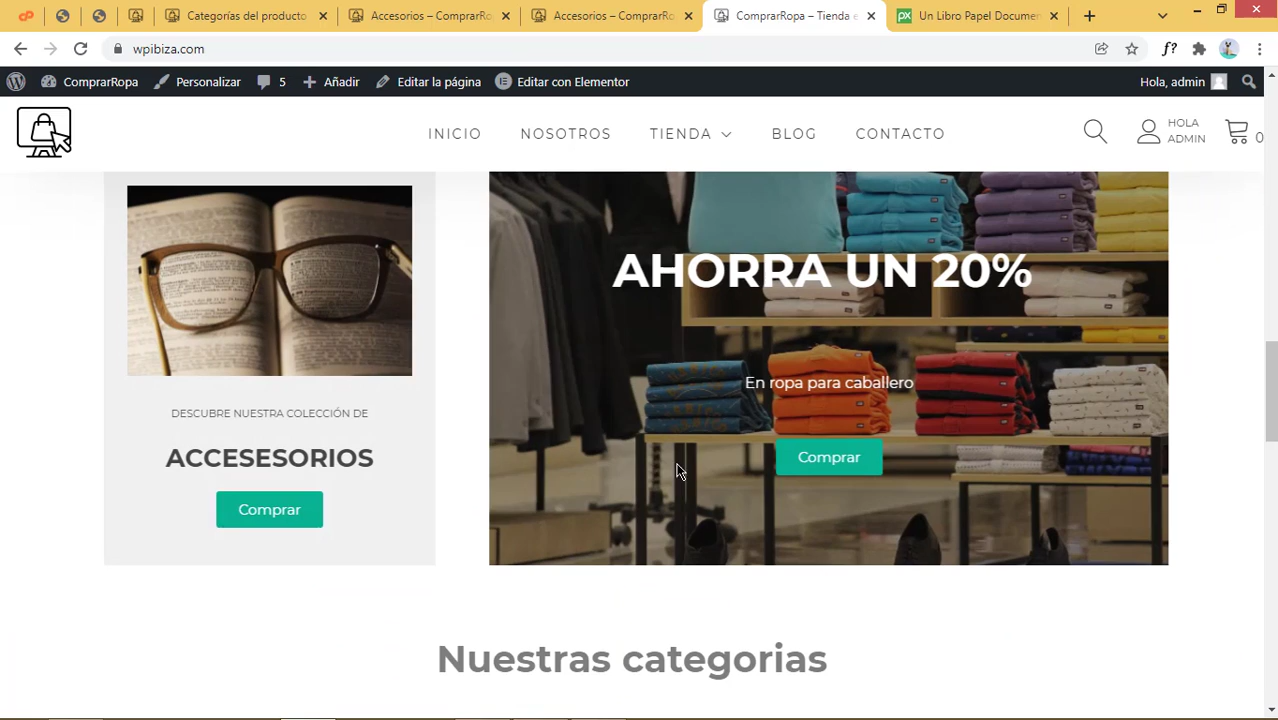 Categorías del producto
Accesorios – ComprarRo
Accesorios – ComprarRo
ComprarRopa – Tienda e
Un Libro Papel Documen
wpibiza.com
ComprarRopa
Personalizar
5
Añadir
Editar la página
Editar con Elementor
Hola, admin
INICIO
NOSOTROS
TIENDA
BLOG
CONTACTO
HOLA
ADMIN
0
DESCUBRE NUESTRA COLECCIÓN DE
ACCESESORIOS
Comprar
AHORRA UN 20%
En ropa para caballero
Comprar
Nuestras categorias